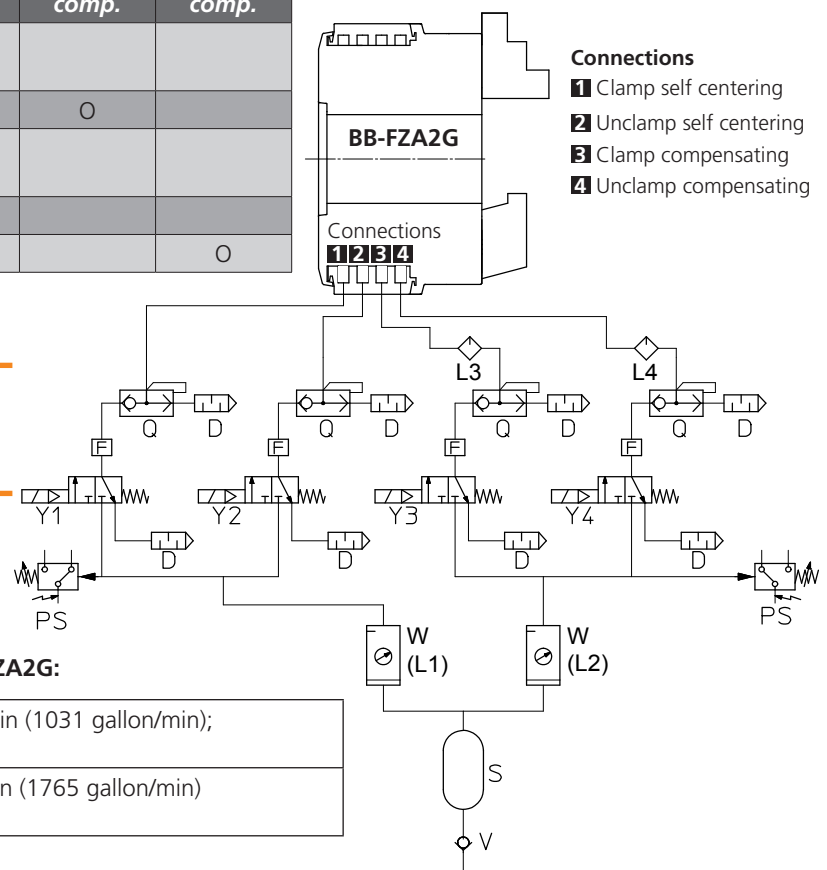 comp. comp.
O
O
BB-FZA2G
Connections
1 2 3 4
Connections
1 Clamp self centering
2 Unclamp self centering
3 Clamp compensating
4 Unclamp compensating
L3 L4
Q D Q D Q D Q D
F F F F
Y1 Y2 Y3 Y4
D D D D
PS PS
W W
(L1) (L2)
S
V
ZA2G:
in (1031 gallon/min);
n (1765 gallon/min)